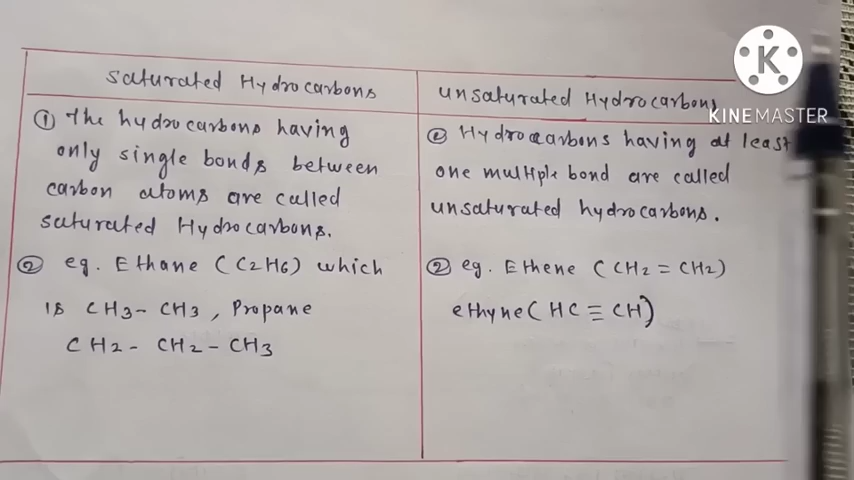 Saturated Hydrocarbons
① The hydrocarbons having
only single bonds between
carbon atoms are called
saturated Hydrocarbons.
② eg. Ethane (C2H6) which
is CH3- CH3, Propane
CH2- CH2- CH3
unsaturated Hydrocarbons
① Hydrocarbons having at least
one multiple bond are called
unsaturated hydrocarbons.
② eg. Ethene (CH2 = CH2)
ethyne (HC ≡ CH)
K
KINEMASTER